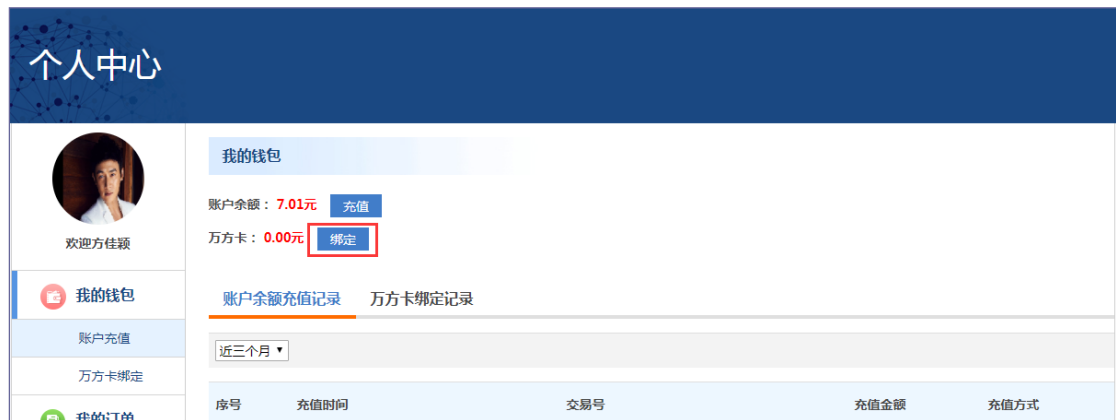 个人中心
欢迎方佳颖
我的钱包
账户充值
万方卡绑定
我的订单
我的钱包
账户余额： 7.01元 充值
万方卡： 0.00元 绑定
账户余额充值记录 万方卡绑定记录
近三个月
序号 充值时间 交易号 充值金额 充值方式